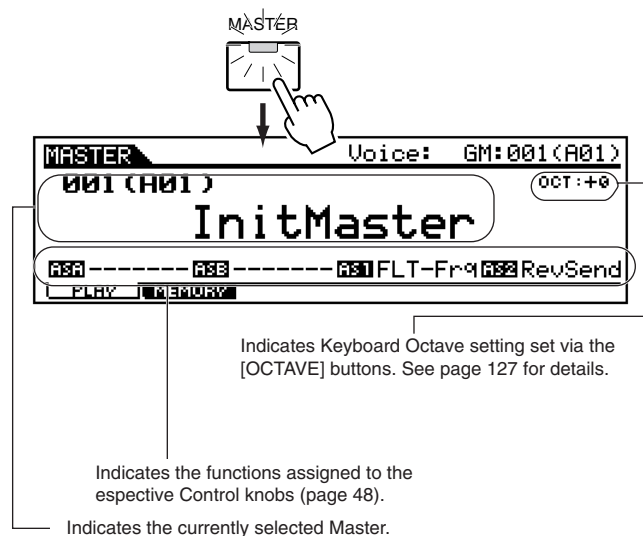 MASTER
MASTER Voice: GM:001(A01)
001(A01) OCT:+0
InitMaster
ASA ------- ASB ------- AS1 FLT-Frq AS2 RevSend
PLAY MEMORY
Indicates Keyboard Octave setting set via the
[OCTAVE] buttons. See page 127 for details.
Indicates the functions assigned to the
espective Control knobs (page 48).
Indicates the currently selected Master.